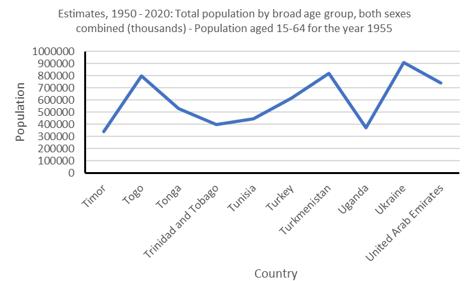 Estimates, 1950 - 2020: Total population by broad age group, both sexes
combined (thousands) - Population aged 15-64 for the year 1955
1000000
900000
800000
700000
600000
500000
400000
300000
200000
100000
0
Population
Timor
Togo
Tonga
Trinidad and Tobago
Tunisia
Turkey
Turkmenistan
Uganda
Ukraine
United Arab Emirates
Country